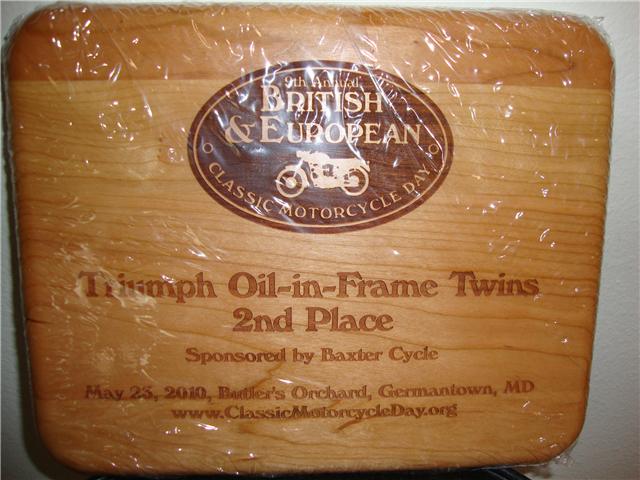 9th Annual
British
& European
Classic Motorcycle Day
Triumph Oil-in-Frame Twins
2nd Place
Sponsored by Baxter Cycle
May 23, 2010, Butler's Orchard, Germantown, MD
www.ClassicMotorcycleDay.org